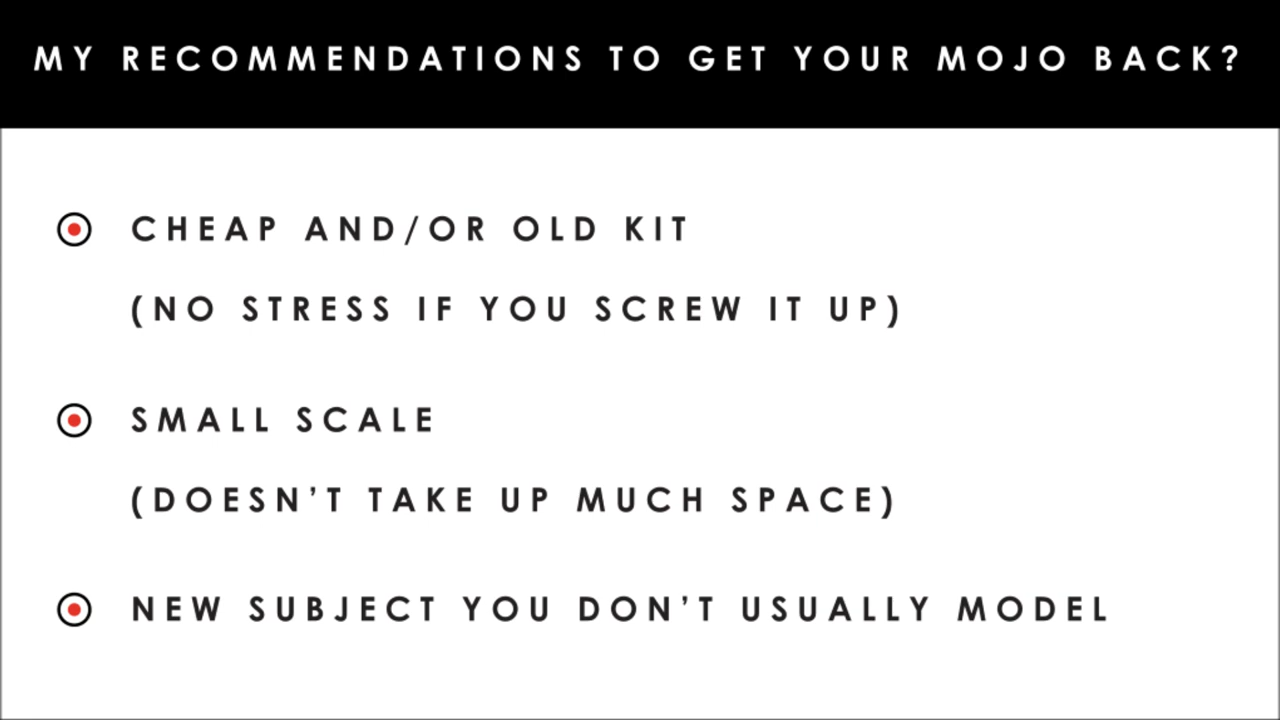 MY RECOMMENDATIONS TO GET YOUR MOJO BACK?
CHEAP AND/OR OLD KIT
(NO STRESS IF YOU SCREW IT UP)
SMALL SCALE
(DOESN’T TAKE UP MUCH SPACE)
NEW SUBJECT YOU DON’T USUALLY MODEL